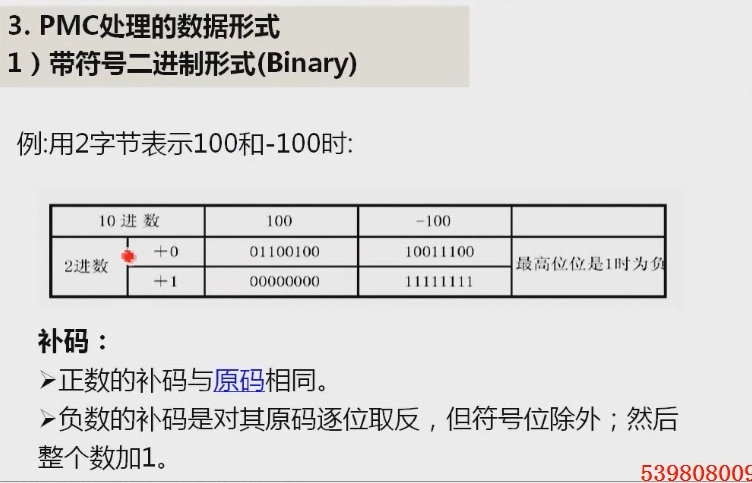 3. PMC处理的数据形式
1）带符号二进制形式(Binary)
例:用2字节表示100和-100时:
10 进 数 100 -100
2进数 +0 01100100 10011100 最高位位是1时为负
+1 00000000 11111111
补码：
➢正数的补码与原码相同。
➢负数的补码是对其原码逐位取反，但符号位除外；然后
整个数加1。
539808009